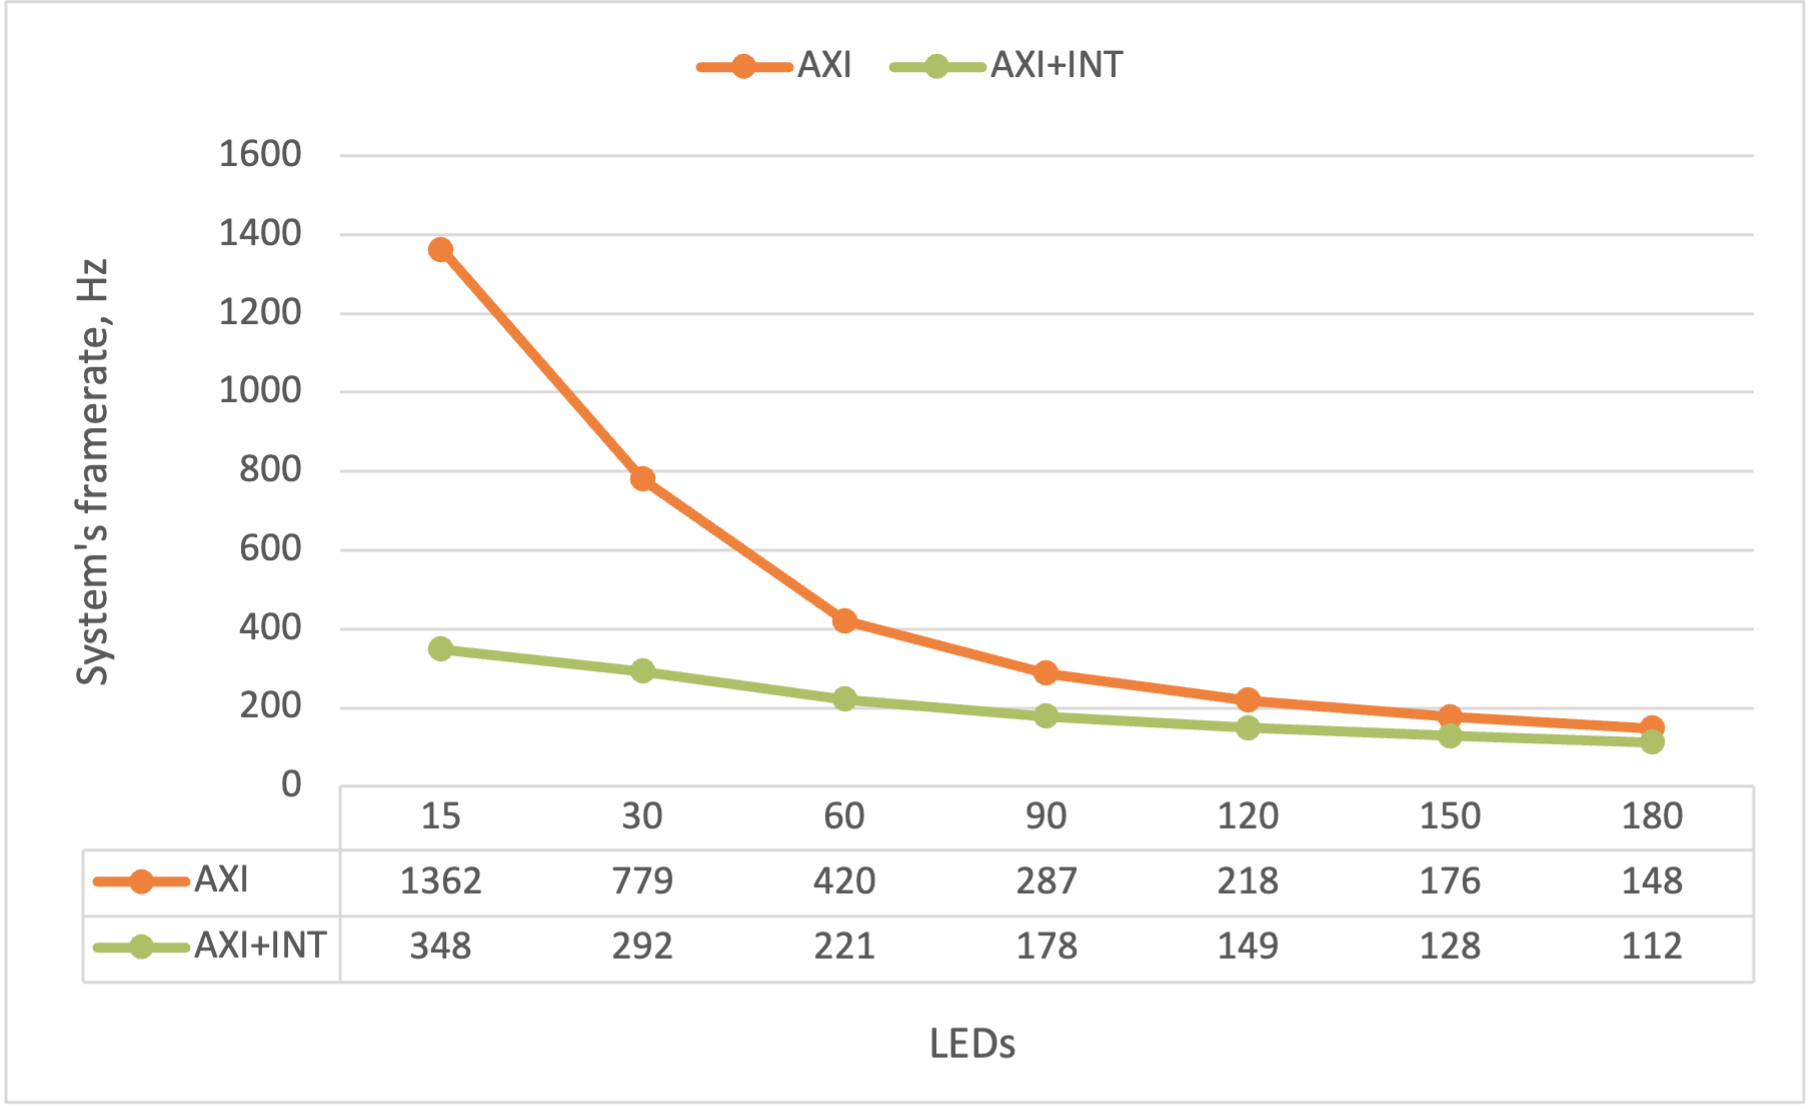 AXI AXI+INT
System's framerate, Hz
1600
1400
1200
1000
800
600
400
200
0
15 30 60 90 120 150 180
AXI 1362 779 420 287 218 176 148
AXI+INT 348 292 221 178 149 128 112
LEDs